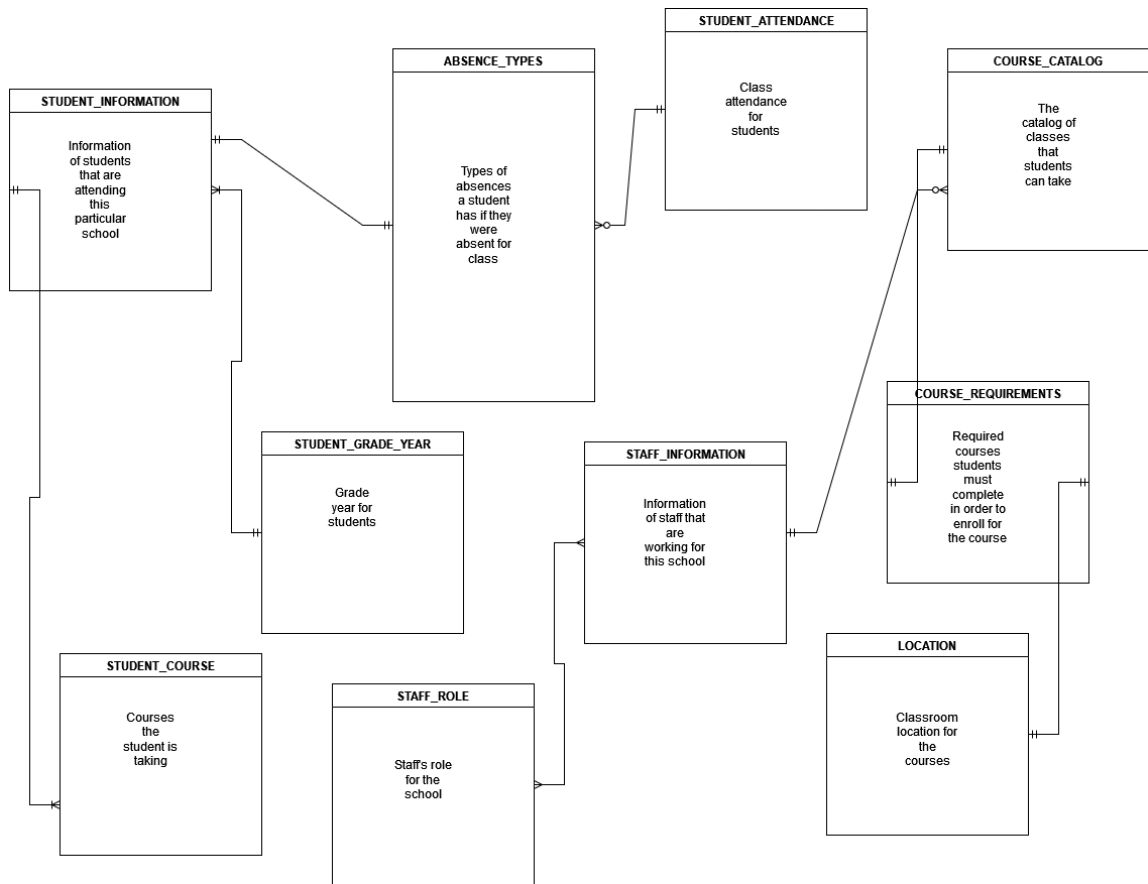 STUDENT_ATTENDANCE
Class
attendance
for
students
ABSENCE_TYPES
Types of
absences
a student
has if they
were
absent for
class
COURSE_CATALOG
The
catalog of
classes
that
students
can take
STUDENT_INFORMATION
Information
of students
that are
attending
this
particular
school
COURSE_REQUIREMENTS
Required
courses
students
must
complete
in order to
enroll for
the course
STUDENT_GRADE_YEAR
Grade
year for
students
STAFF_INFORMATION
Information
of staff that
are
working for
this school
LOCATION
Classroom
location for
the
courses
STUDENT_COURSE
Courses
the
student is
taking
STAFF_ROLE
Staff's role
for the
school